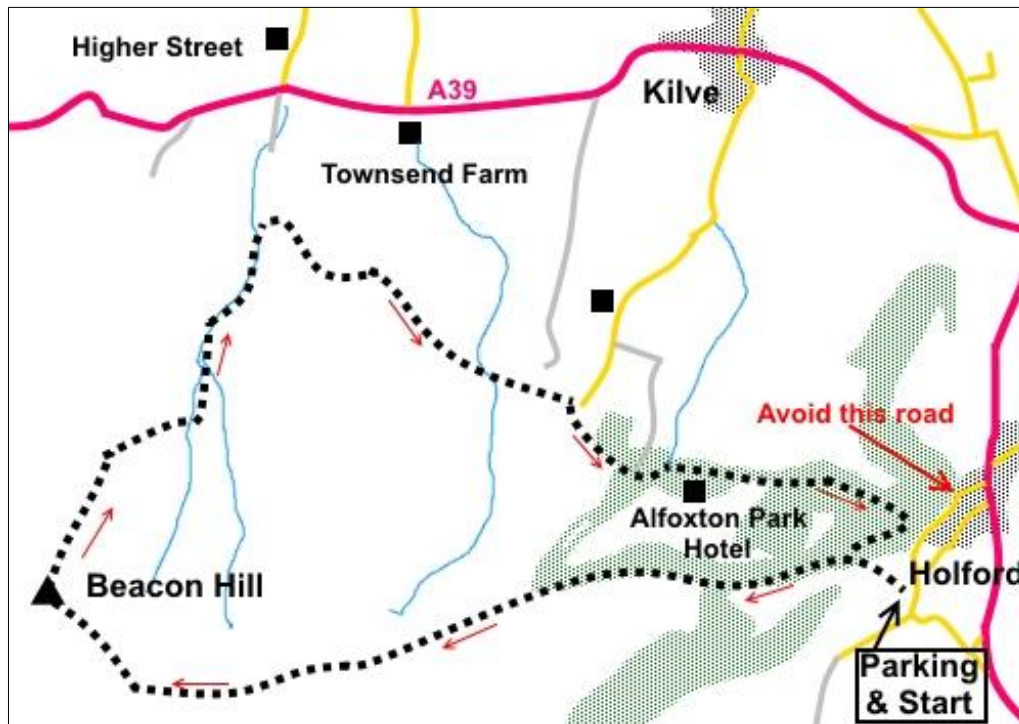 Higher Street
A39
Kilve
Townsend Farm
Avoid this road
Alfoxton Park
Hotel
Beacon Hill
Holford
Parking
& Start